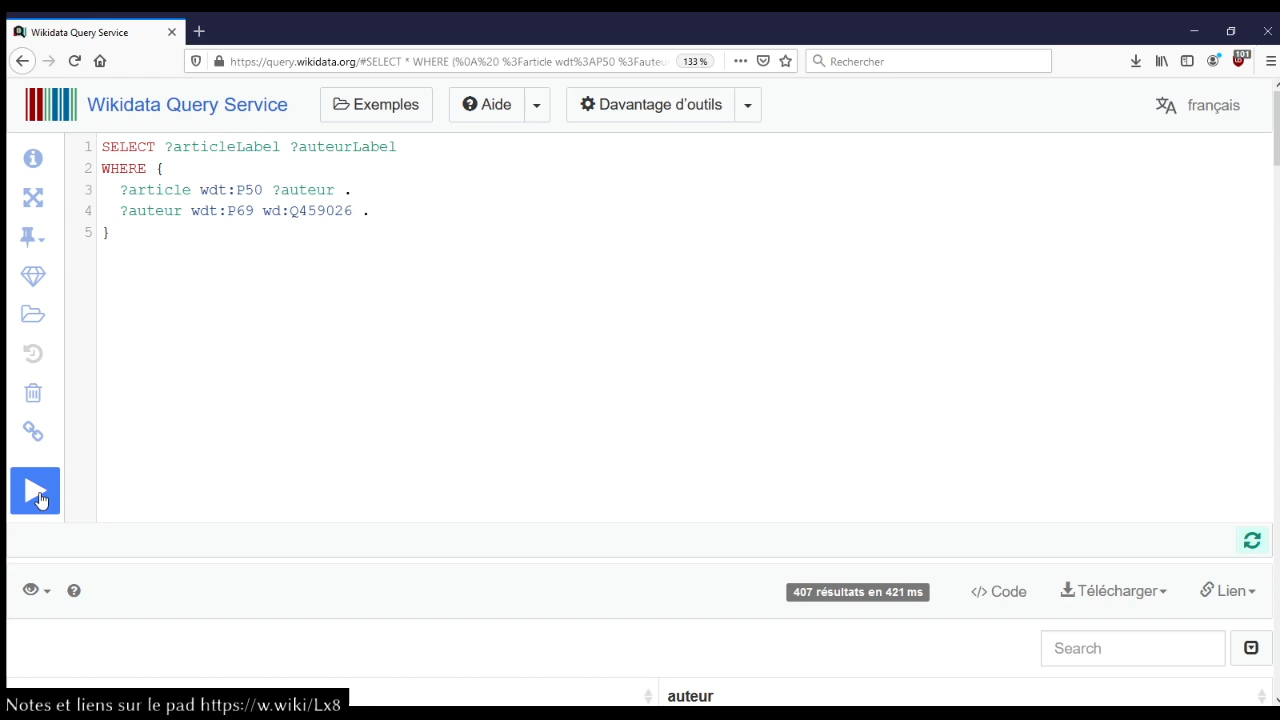 Wikidata Query Service
https://query.wikidata.org/#SELECT * WHERE {%0A%20 %3Farticle wdt%3AP50 %3Fauteu
133 %
Rechercher
101
Wikidata Query Service
Exemples
Aide
Davantage d'outils
français
1 SELECT ?articleLabel ?auteurLabel
2 WHERE {
3 ?article wdt:P50 ?auteur .
4 ?auteur wdt:P69 wd:Q459026 .
5 }
407 résultats en 421 ms
</> Code
Télécharger
Lien
Search
auteur
Notes et liens sur le pad https://w.wiki/Lx8